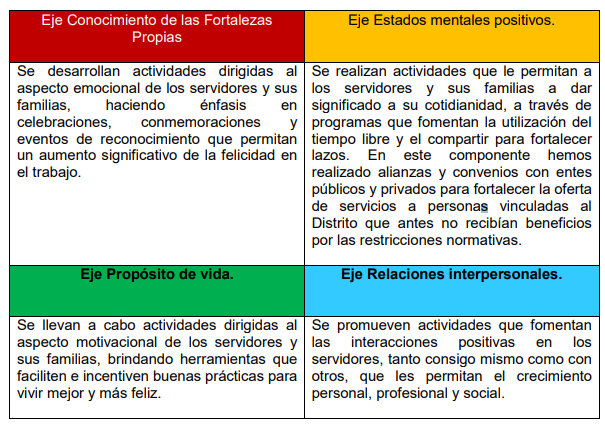 Eje Conocimiento de las Fortalezas
Propias
Se desarrollan actividades dirigidas al
aspecto emocional de los servidores y sus
familias, haciendo énfasis en
celebraciones, conmemoraciones y
eventos de reconocimiento que permitan
un aumento significativo de la felicidad en
el trabajo.
Eje Estados mentales positivos.
Se realizan actividades que le permitan a
los servidores y sus familias a dar
significado a su cotidianidad, a través de
programas que fomentan la utilización del
tiempo libre y el compartir para fortalecer
lazos. En este componente hemos
realizado alianzas y convenios con entes
públicos y privados para fortalecer la oferta
de servicios a personas vinculadas al
Distrito que antes no recibían beneficios
por las restricciones normativas.
Eje Propósito de vida.
Se llevan a cabo actividades dirigidas al
aspecto motivacional de los servidores y
sus familias, brindando herramientas que
faciliten e incentiven buenas prácticas para
vivir mejor y más feliz.
Eje Relaciones interpersonales.
Se promueven actividades que fomentan
las interacciones positivas en los
servidores, tanto consigo mismo como con
otros, que les permitan el crecimiento
personal, profesional y social.